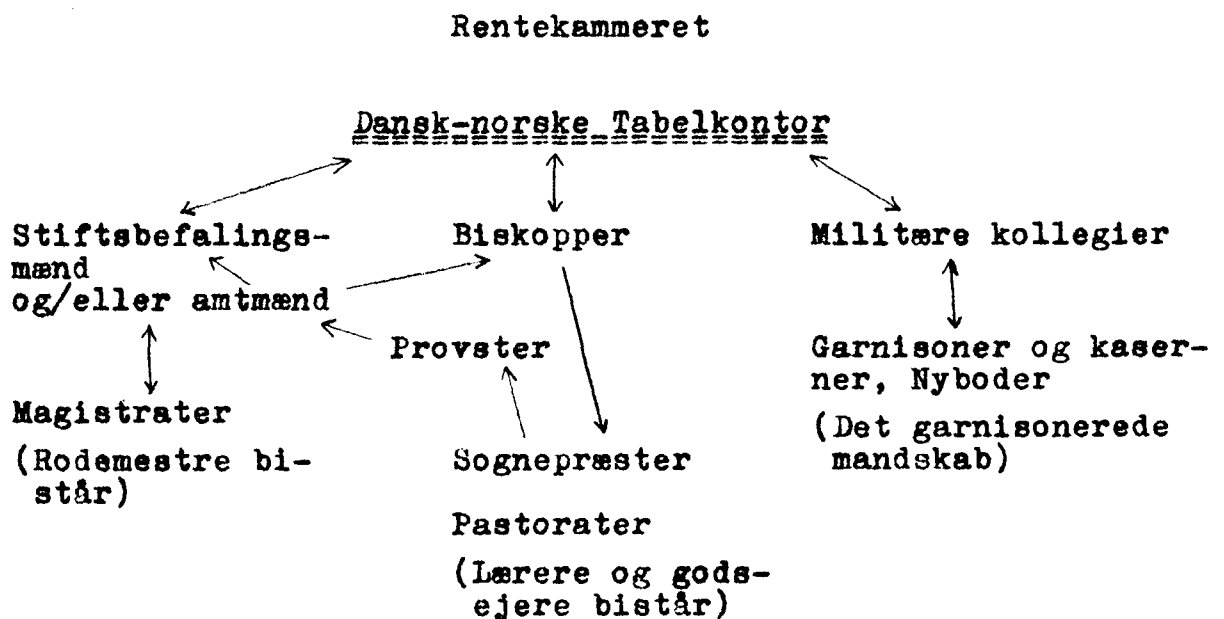 Rentekammeret
Dansk-norske Tabelkontor
Stiftsbefalings-
mænd
og/eller amtmænd
Biskopper
Militære kollegier
Provster
Garnisoner og kaser-
ner, Nyboder
(Det garnisonerede
mandskab)
Magistrater
(Rodemestre bi-
står)
Sognepræster
Pastorater
(Lærere og gods-
ejere bistår)